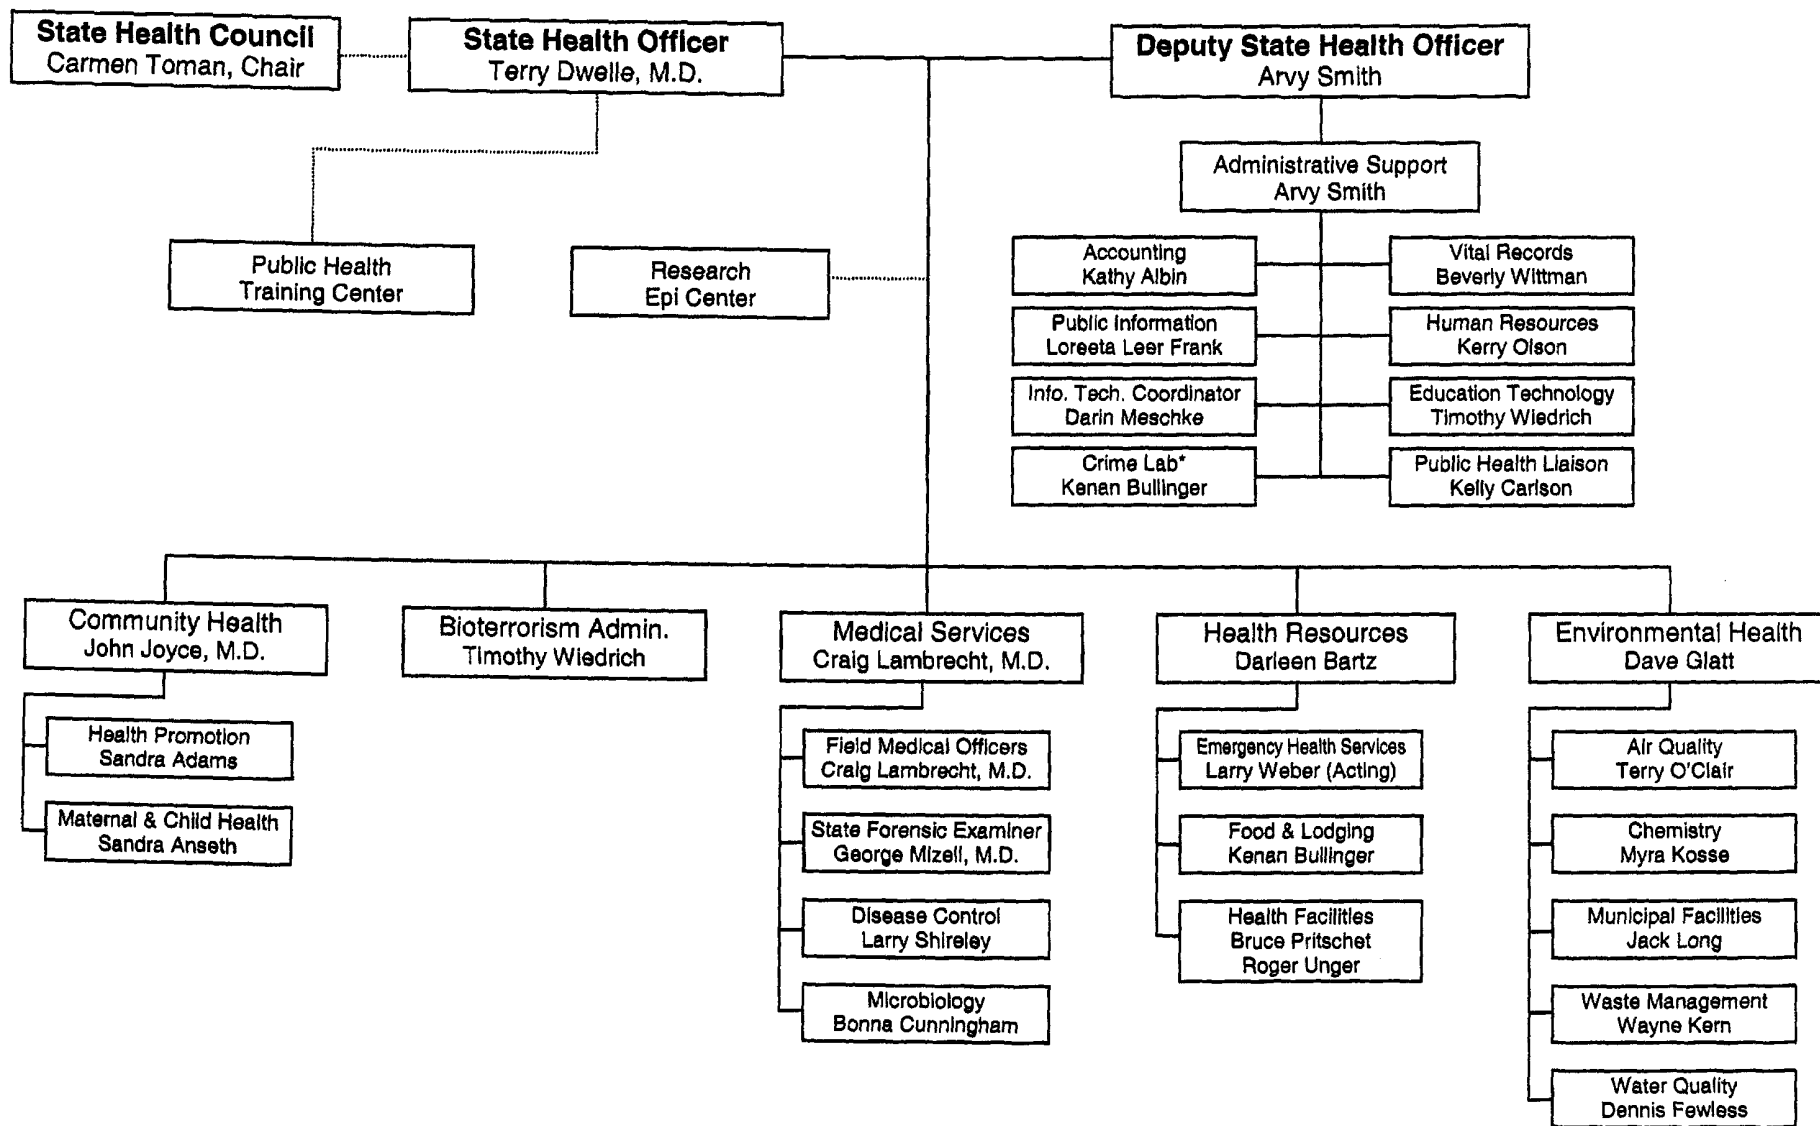 State Health Council
Carmen Toman, Chair
State Health Officer
Terry Dwelle, M.D.
Deputy State Health Officer
Arvy Smith
Administrative Support
Arvy Smith
Public Health
Training Center
Research
Epi Center
Accounting
Kathy Albin
Vital Records
Beverly Wittman
Public Information
Loreeta Leer Frank
Human Resources
Kerry Olson
Info. Tech. Coordinator
Darin Meschke
Education Technology
Timothy Wiedrich
Crime Lab*
Kenan Bullinger
Public Health Liaison
Kelly Carlson
Community Health
John Joyce, M.D.
Health Promotion
Sandra Adams
Maternal & Child Health
Sandra Anseth
Bioterrorism Admin.
Timothy Wiedrich
Medical Services
Craig Lambrecht, M.D.
Field Medical Officers
Craig Lambrecht, M.D.
State Forensic Examiner
George Mizell, M.D.
Disease Control
Larry Shireley
Microbiology
Bonna Cunningham
Health Resources
Darleen Bartz
Emergency Health Services
Larry Weber (Acting)
Food & Lodging
Kenan Bullinger
Health Facilities
Bruce Pritschet
Roger Unger
Environmental Health
Dave Glatt
Air Quality
Terry O'Clair
Chemistry
Myra Kosse
Municipal Facilities
Jack Long
Waste Management
Wayne Kern
Water Quality
Dennis Fewless